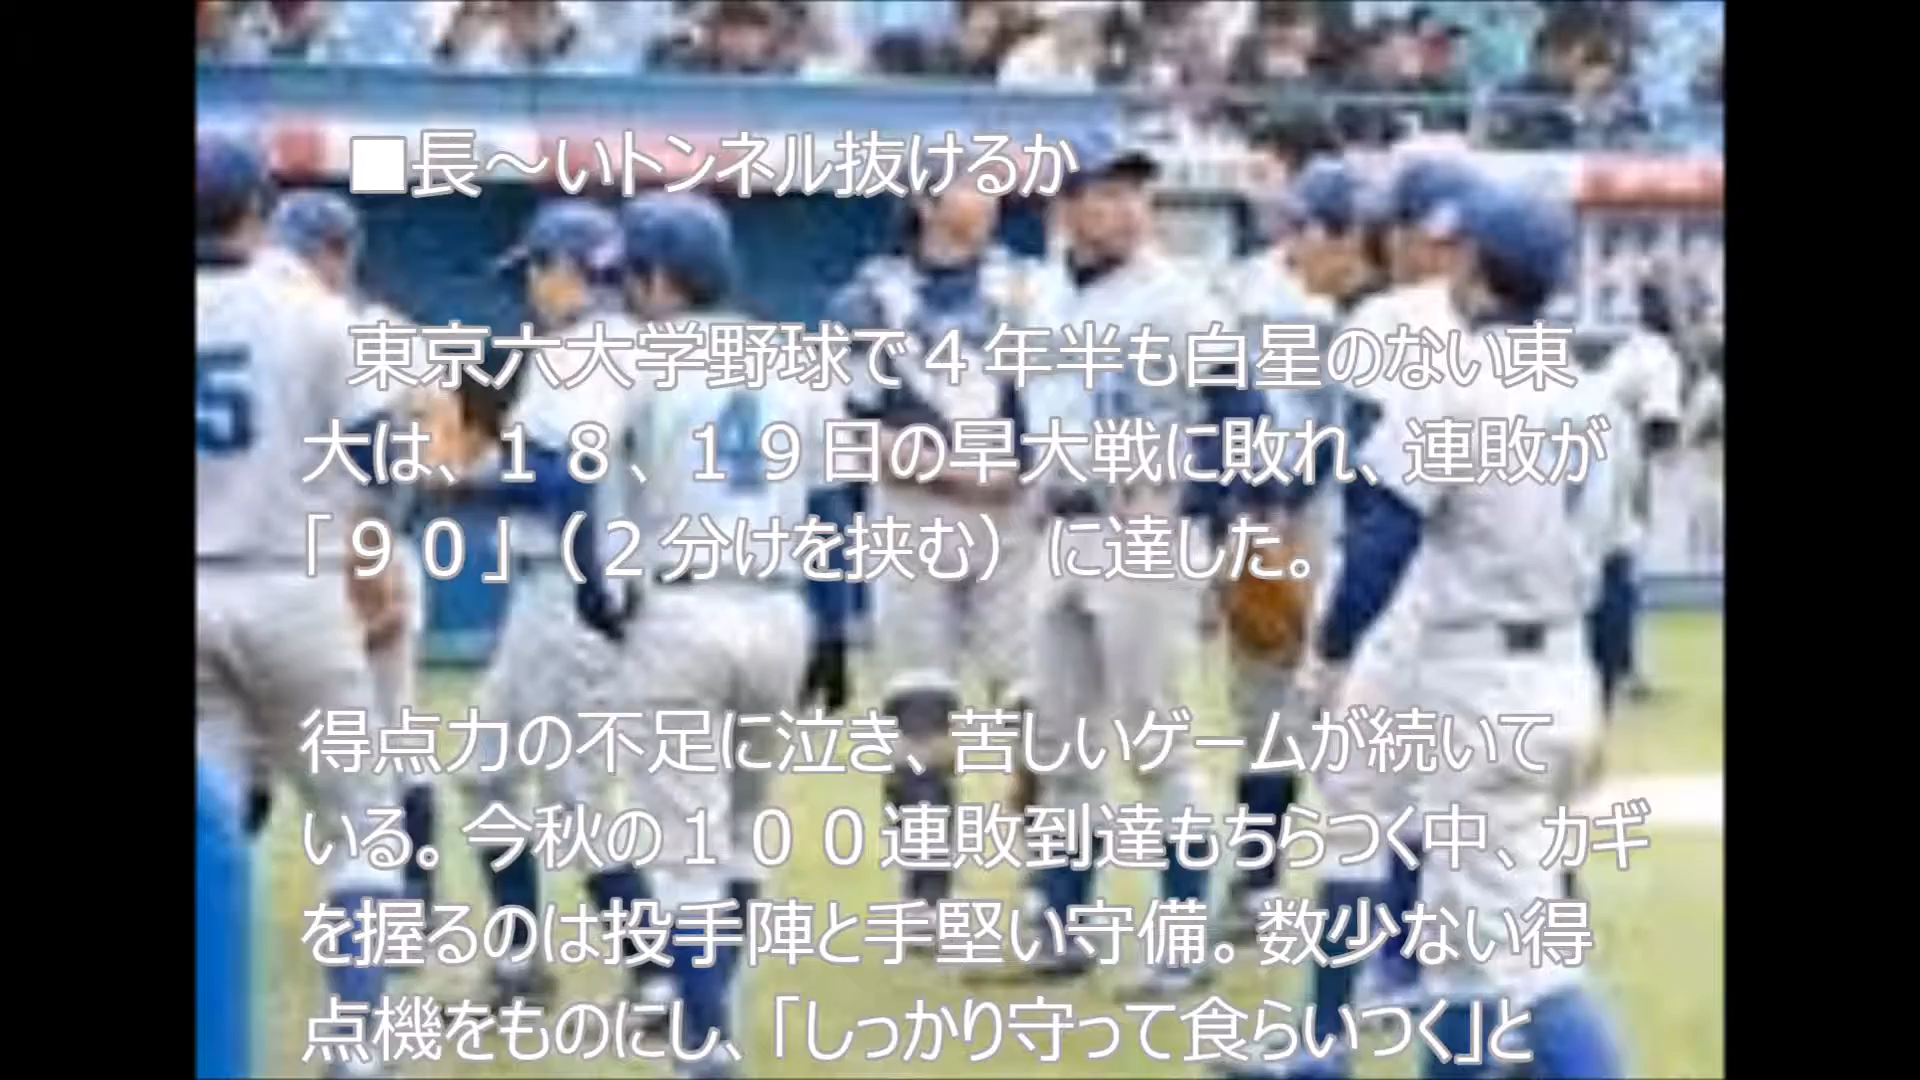 ■長～いトンネル抜けるか
東京六大学野球で４年半も白星のない東
大は、１８、１９日の早大戦に敗れ、連敗が
「９０」（２分けを挟む）に達した。
得点力の不足に泣き、苦しいゲームが続いて
いる。今秋の１００連敗到達もちらつく中、カギ
を握るのは投手陣と手堅い守備。数少ない得
点機をものにし、「しっかり守って食らいつく」と
5
4